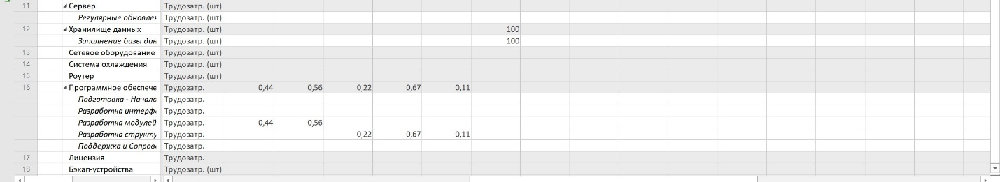 11 Сервер Трудозатр. (шт)
Регулярные обновлен Трудозатр. (шт)
12 Хранилище данных Трудозатр. (шт) 100
Заполнение базы дан Трудозатр. (шт) 100
13 Сетевое оборудование Трудозатр. (шт)
14 Система охлаждения Трудозатр. (шт)
15 Роутер Трудозатр. (шт)
16 Программное обеспече Трудозатр. 0,44 0,56 0,22 0,67 0,11
Подготовка - Начало Трудозатр.
Разработка интерф Трудозатр.
Разработка модулей Трудозатр. 0,44 0,56
Разработка структу Трудозатр. 0,22 0,67 0,11
Поддержка и Сопров Трудозатр.
17 Лицензия Трудозатр.
18 Бэкап-устройства Трудозатр. (шт)